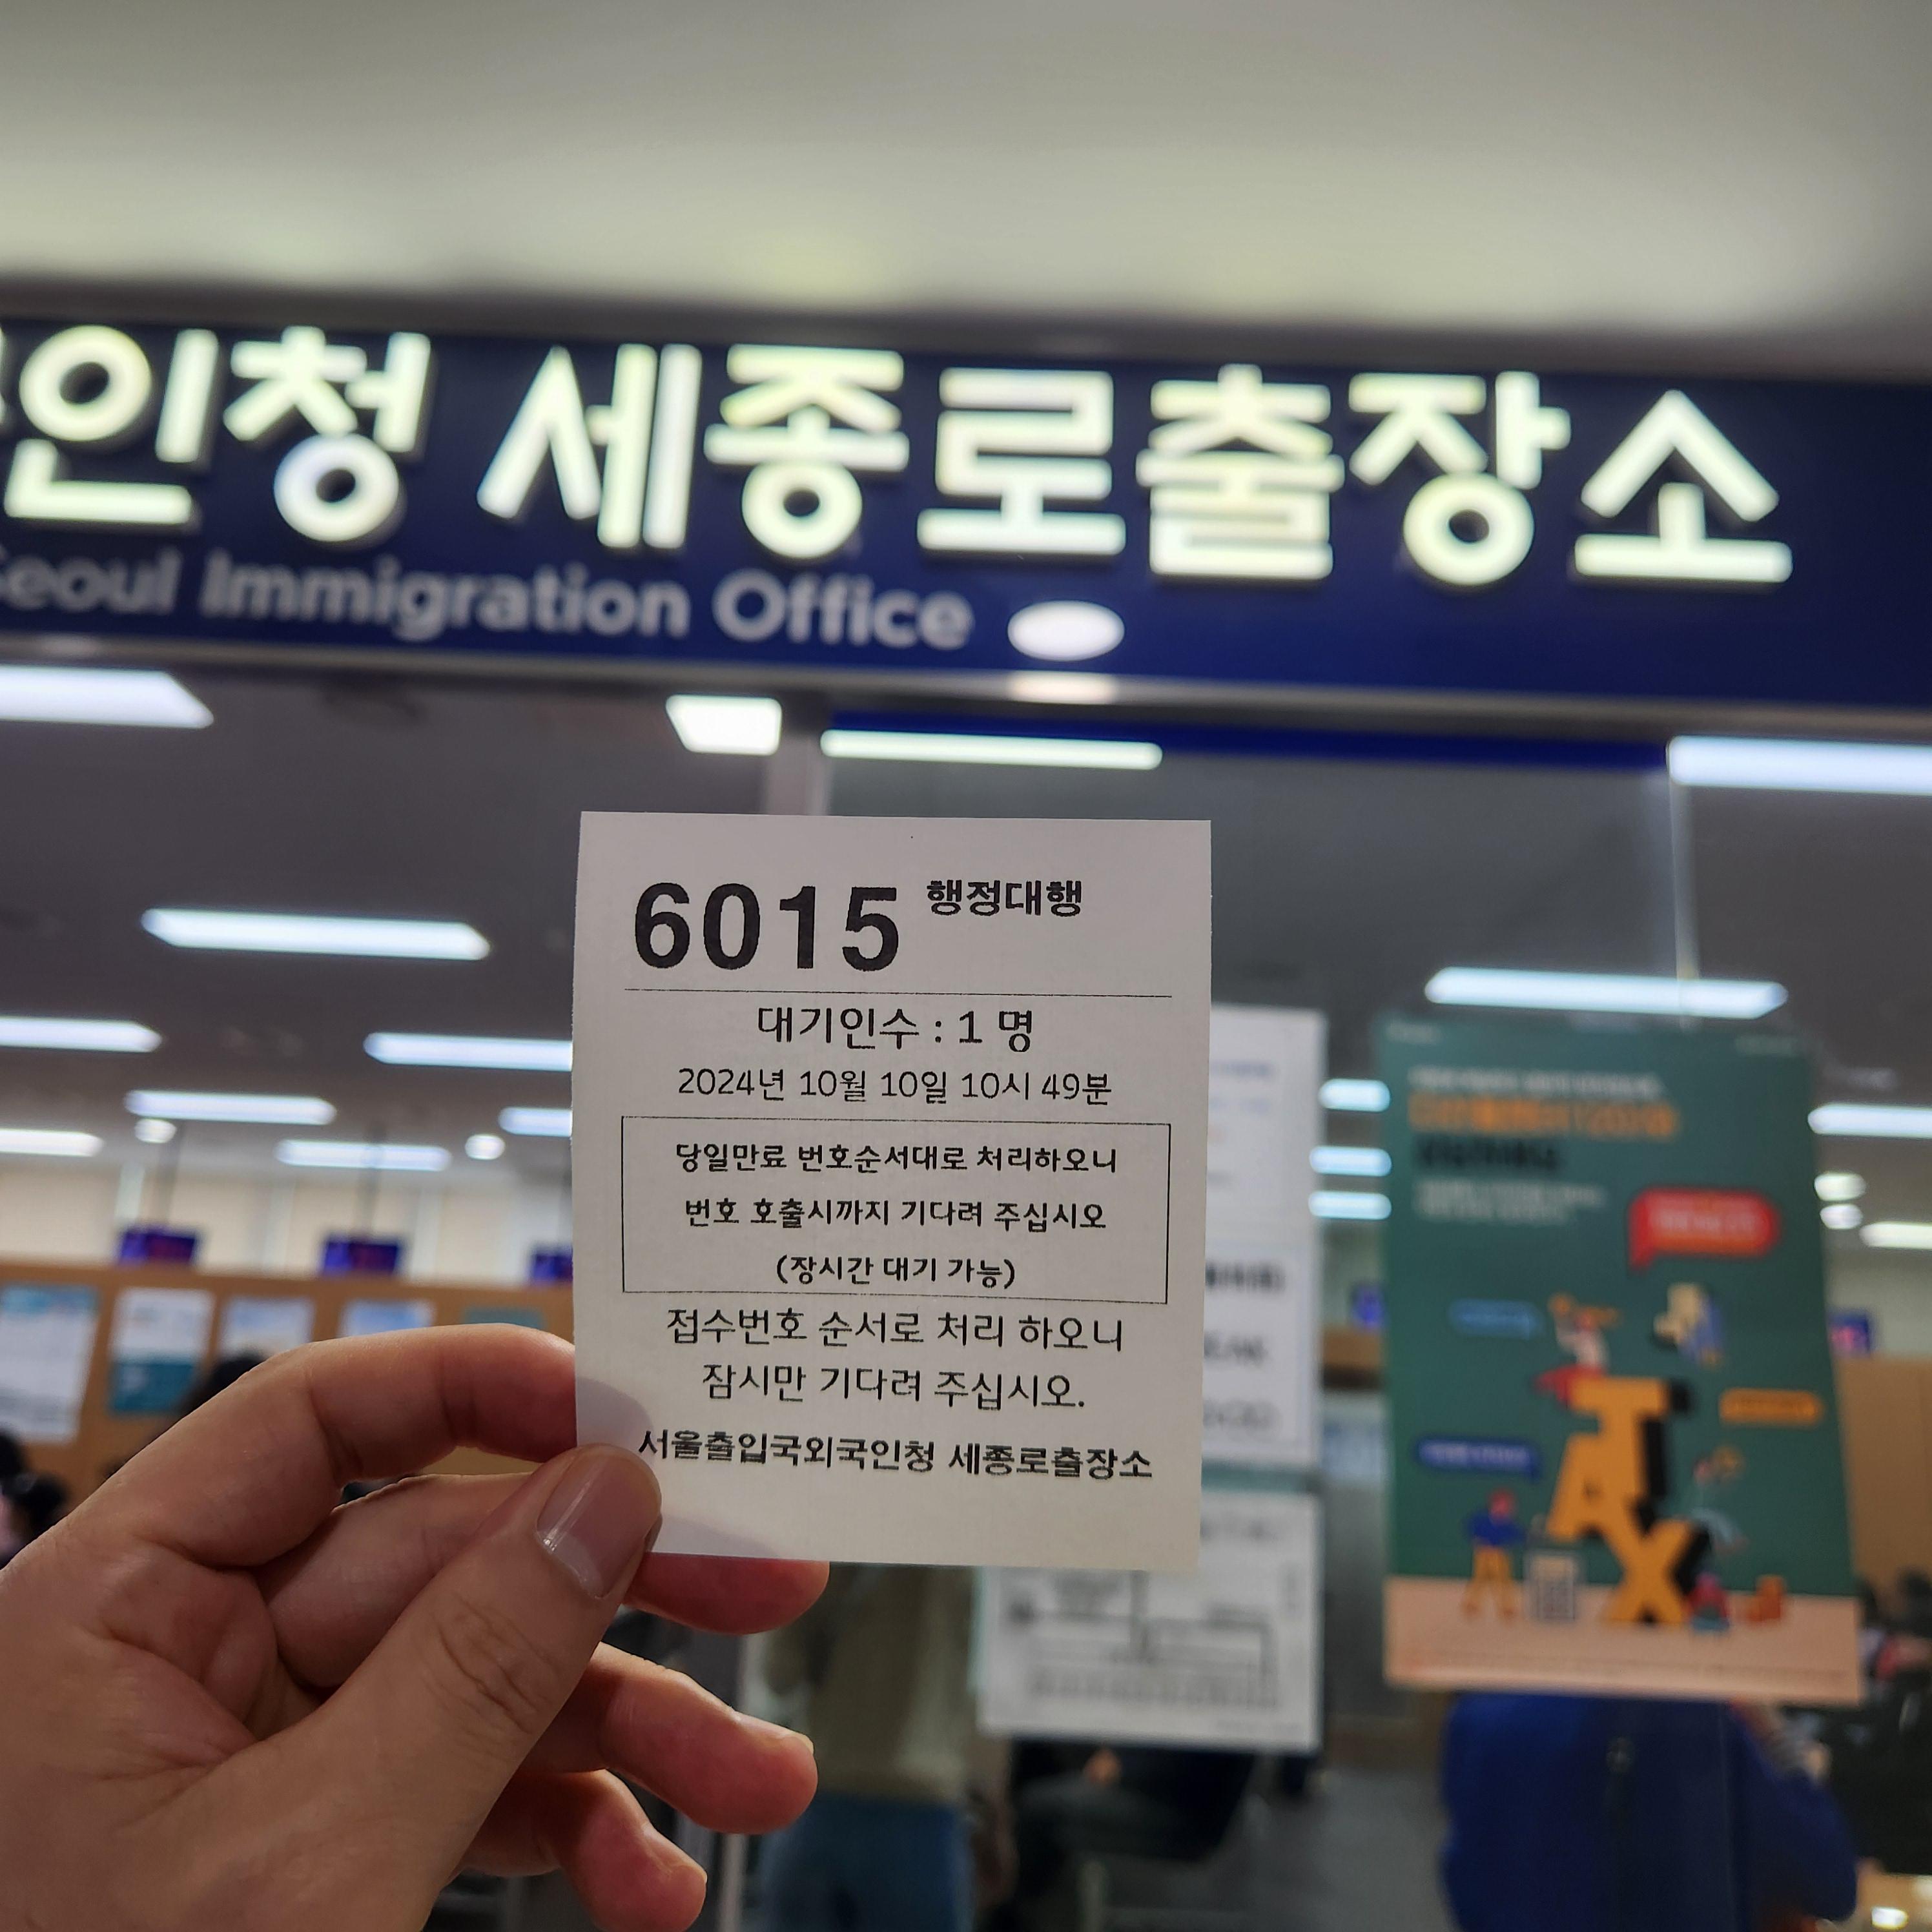 인청 세종로출장소
Seoul Immigration Office
6015 행정대행
대기인수 : 1 명
2024년 10월 10일 10시 49분
당일만료 번호순서대로 처리하오니
번호 호출시까지 기다려 주십시오
(장시간 대기 가능)
접수번호 순서로 처리 하오니
잠시만 기다려 주십시오.
서울출입국외국인청 세종로출장소
TAX